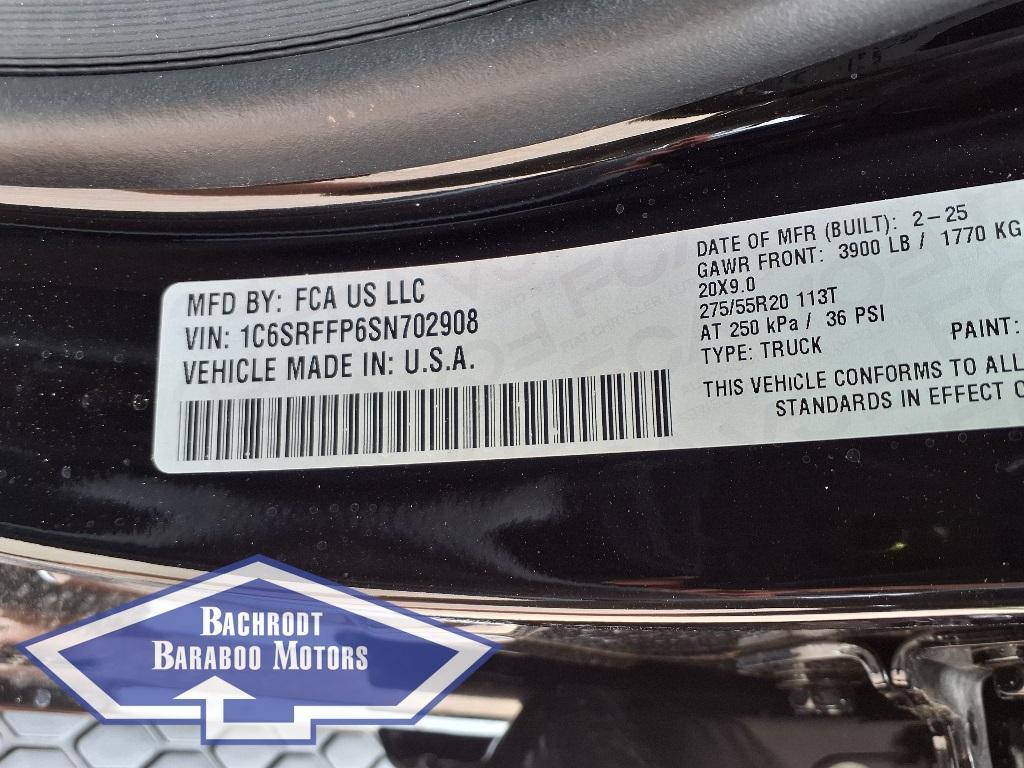 MFD BY: FCA US LLC
VIN: 1C6SRFFP6SN702908
VEHICLE MADE IN: U.S.A.
DATE OF MFR (BUILT): 2-25
GAWR FRONT: 3900 LB / 1770 KG
20X9.0
275/55R20 113T
AT 250 kPa / 36 PSI
TYPE: TRUCK
PAINT:
THIS VEHICLE CONFORMS TO ALL
STANDARDS IN EFFECT
BACHRODT
BARABOO MOTORS